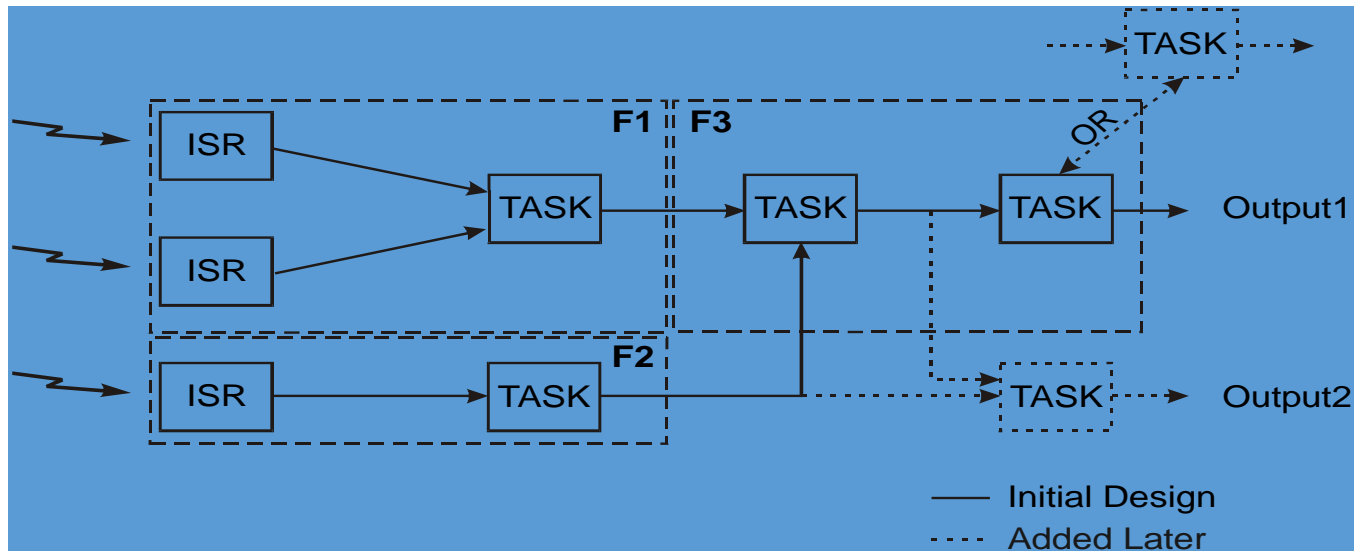 TASK
OR
F1
F3
ISR
TASK
TASK
TASK
Output1
ISR
F2
ISR
TASK
TASK
Output2
Initial Design
Added Later